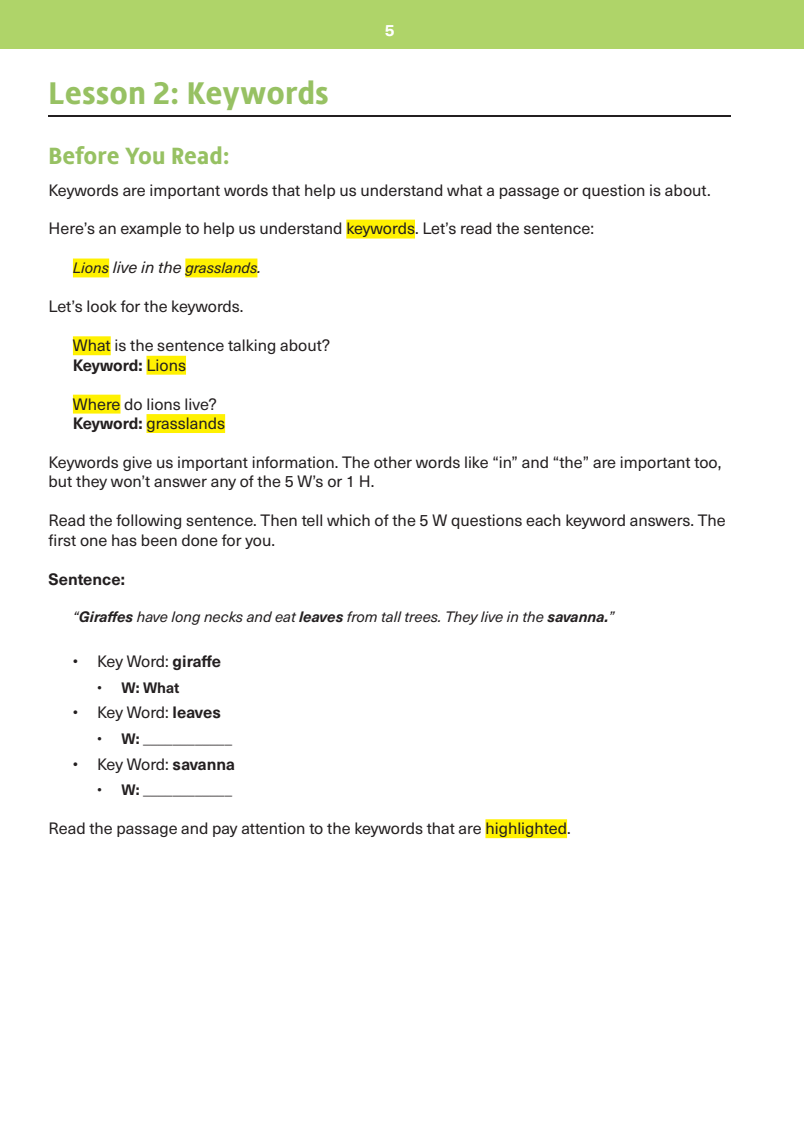 5
Lesson 2: Keywords
Before You Read:
Keywords are important words that help us understand what a passage or question is about.
Here’s an example to help us understand keywords. Let’s read the sentence:
Lions live in the grasslands.
Let’s look for the keywords.
What is the sentence talking about?
Keyword: Lions
Where do lions live?
Keyword: grasslands
Keywords give us important information. The other words like “in” and “the” are important too,
but they won’t answer any of the 5 W’s or 1 H.
Read the following sentence. Then tell which of the 5 W questions each keyword answers. The
first one has been done for you.
Sentence:
“Giraffes have long necks and eat leaves from tall trees. They live in the savanna.”
• Key Word: giraffe
• W: What
• Key Word: leaves
• W: ___________
• Key Word: savanna
• W: ___________
Read the passage and pay attention to the keywords that are highlighted.